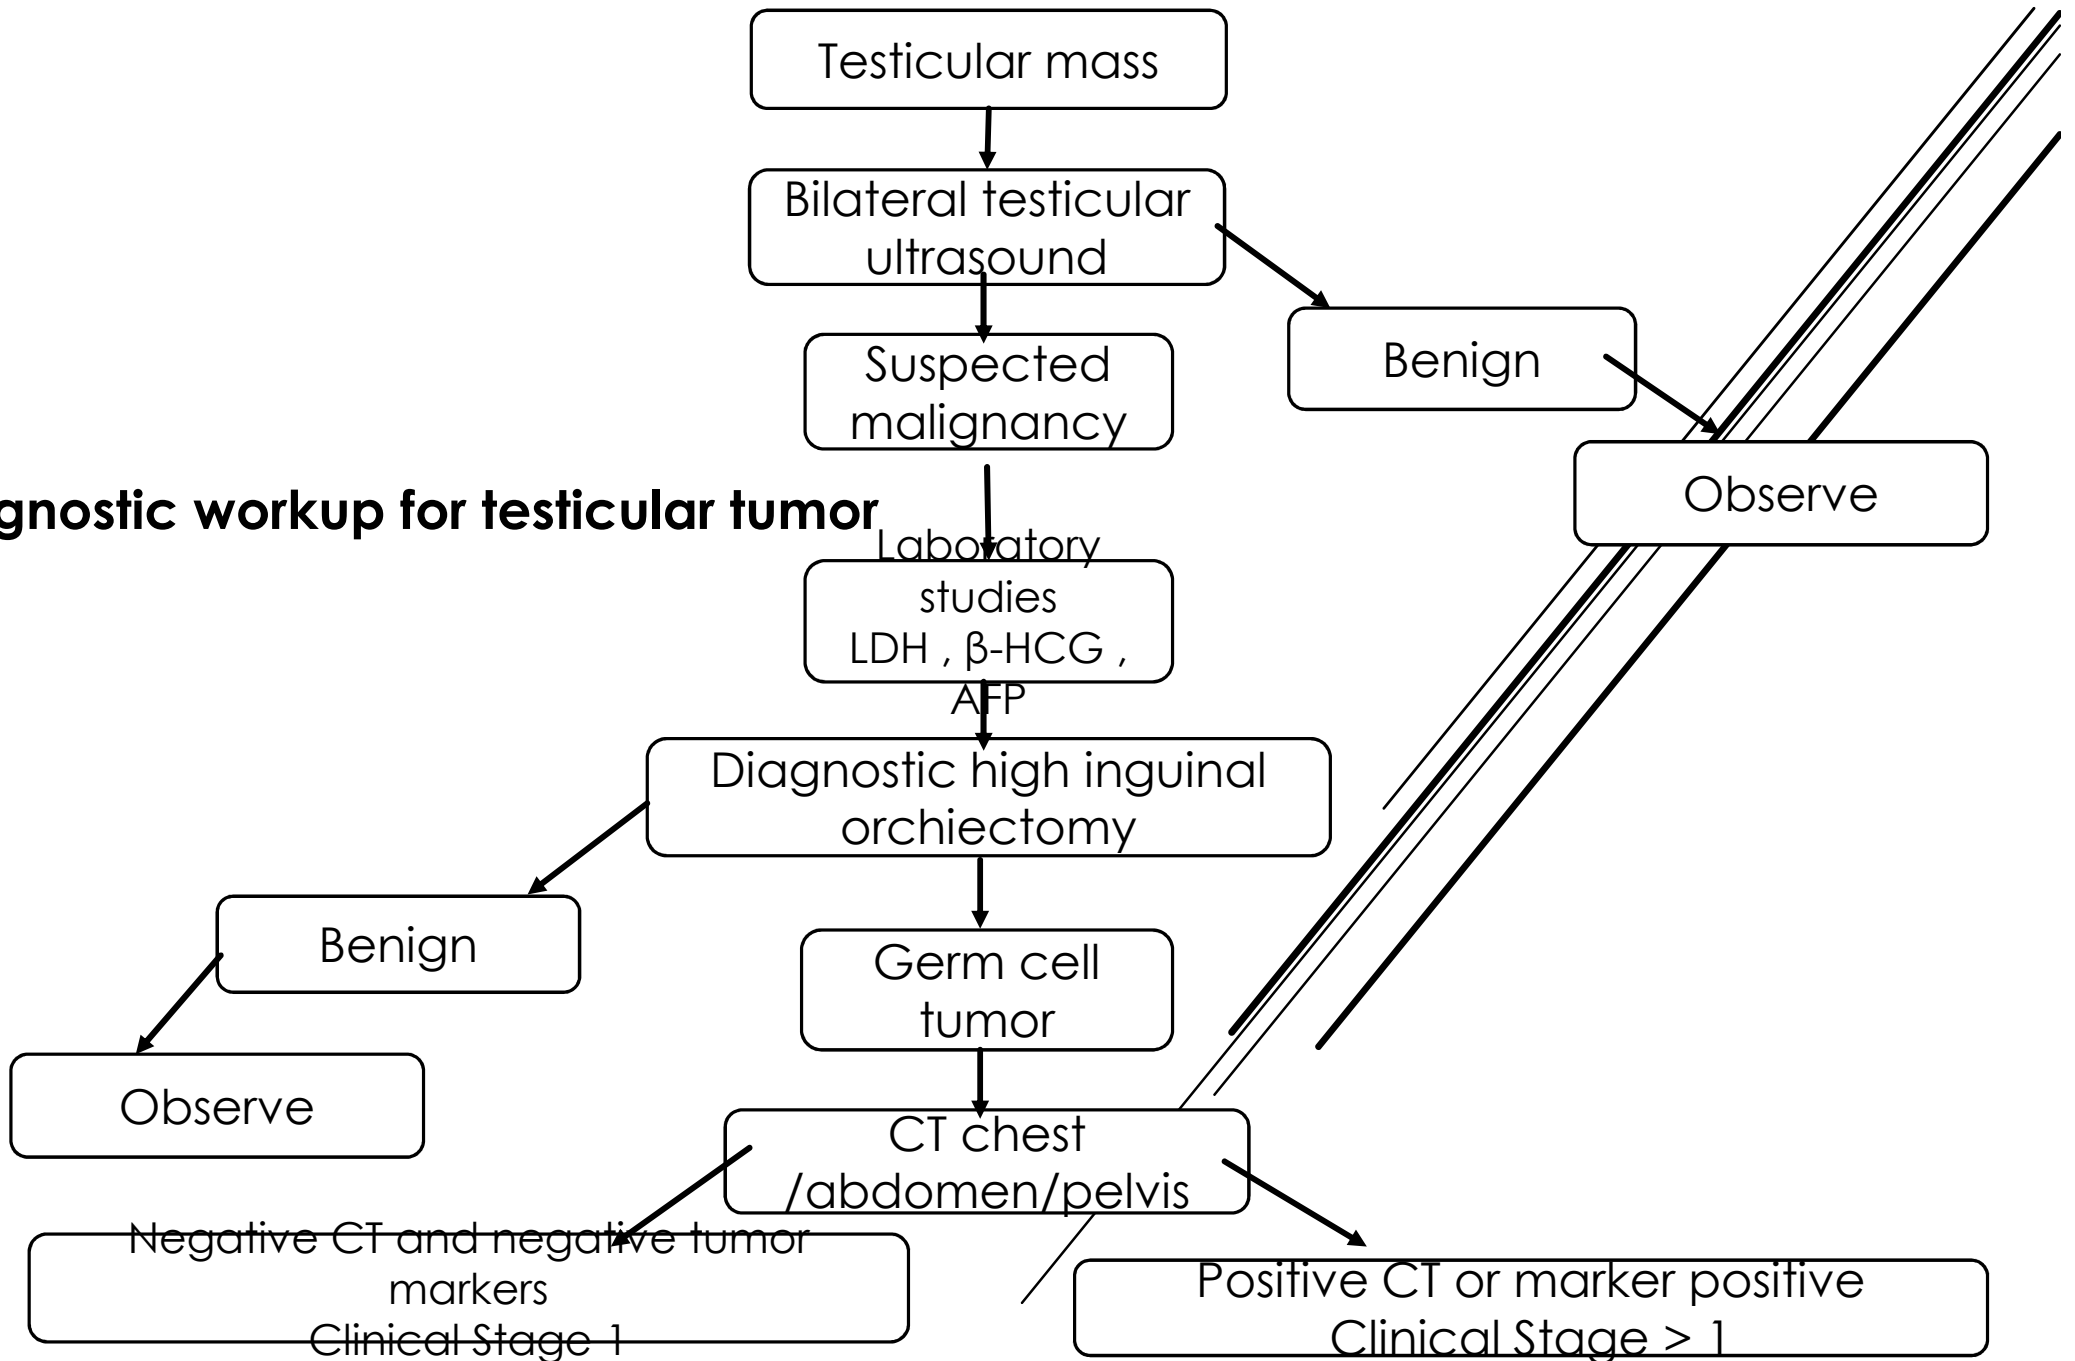 Testicular mass
Bilateral testicular
ultrasound
Suspected
malignancy
Benign
Observe
gnostic workup for testicular tumor
Laboratory
studies
LDH , β-HCG ,
AFP
Diagnostic high inguinal
orchiectomy
Benign
Germ cell
tumor
Observe
CT chest
/abdomen/pelvis
Negative CT and negative tumor
markers
Clinical Stage 1
Positive CT or marker positive
Clinical Stage > 1